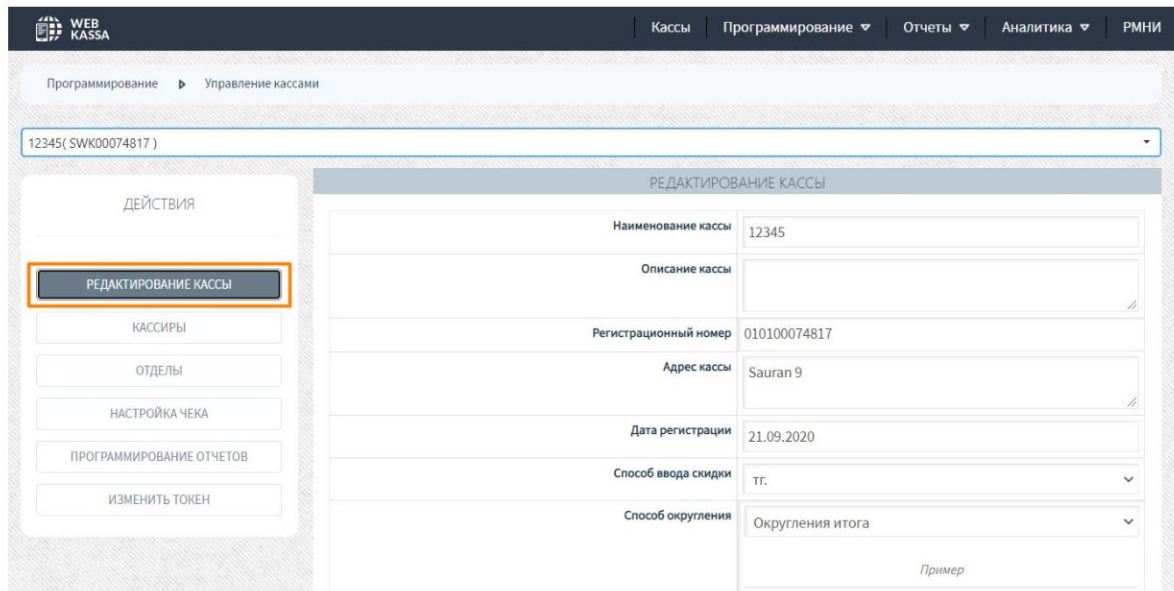 WEB
KASSA
Кассы Программирование Отчеты Аналитика РМНИ
Программирование Управление кассами
12345( SWK00074817 )
ДЕЙСТВИЯ
РЕДАКТИРОВАНИЕ КАССЫ
КАССИРЫ
ОТДЕЛЫ
НАСТРОЙКА ЧЕКА
ПРОГРАММИРОВАНИЕ ОТЧЕТОВ
ИЗМЕНИТЬ ТОКЕН
РЕДАКТИРОВАНИЕ КАССЫ
Наименование кассы 12345
Описание кассы
Регистрационный номер 010100074817
Адрес кассы Sauran 9
Дата регистрации 21.09.2020
Способ ввода скидки тг.
Способ округления Округления итога
Пример